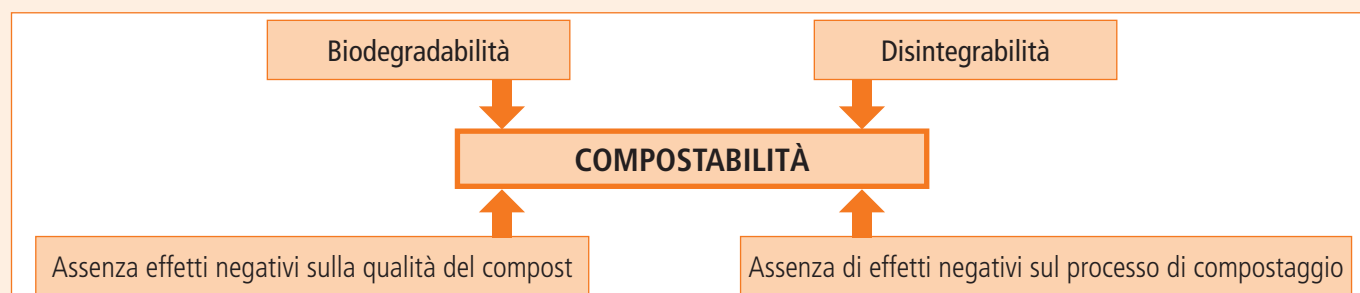 Biodegradabilità
Disintegrabilità
COMPOSTABILITÀ
Assenza effetti negativi sulla qualità del compost
Assenza di effetti negativi sul processo di compostaggio